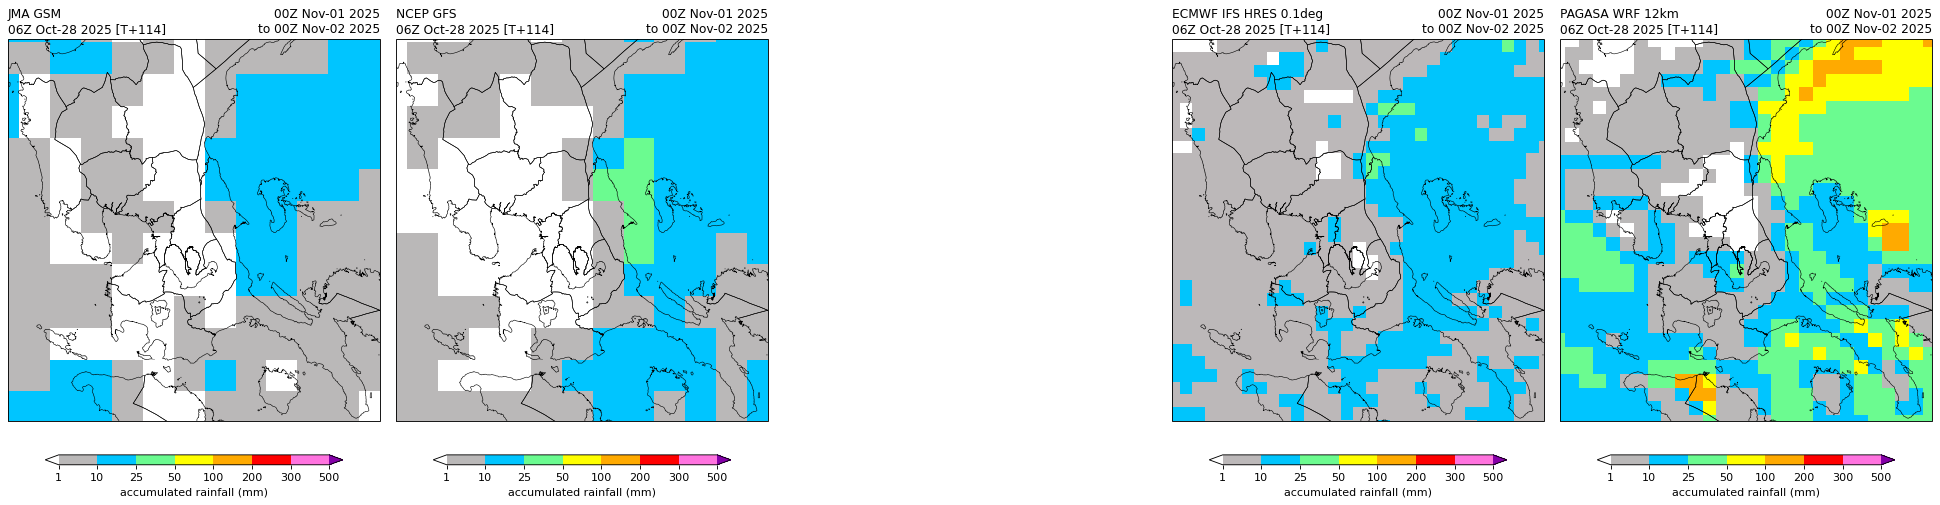 JMA GSM 00Z Nov-01 2025
06Z Oct-28 2025 [T+114] to 00Z Nov-02 2025
1 10 25 50 100 200 300 500
accumulated rainfall (mm)
NCEP GFS 00Z Nov-01 2025
06Z Oct-28 2025 [T+114] to 00Z Nov-02 2025
1 10 25 50 100 200 300 500
accumulated rainfall (mm)
ECMWF IFS HRES 0.1deg 00Z Nov-01 2025
06Z Oct-28 2025 [T+114] to 00Z Nov-02 2025
1 10 25 50 100 200 300 500
accumulated rainfall (mm)
PAGASA WRF 12km 00Z Nov-01 2025
06Z Oct-28 2025 [T+114] to 00Z Nov-02 2025
1 10 25 50 100 200 300 500
accumulated rainfall (mm)